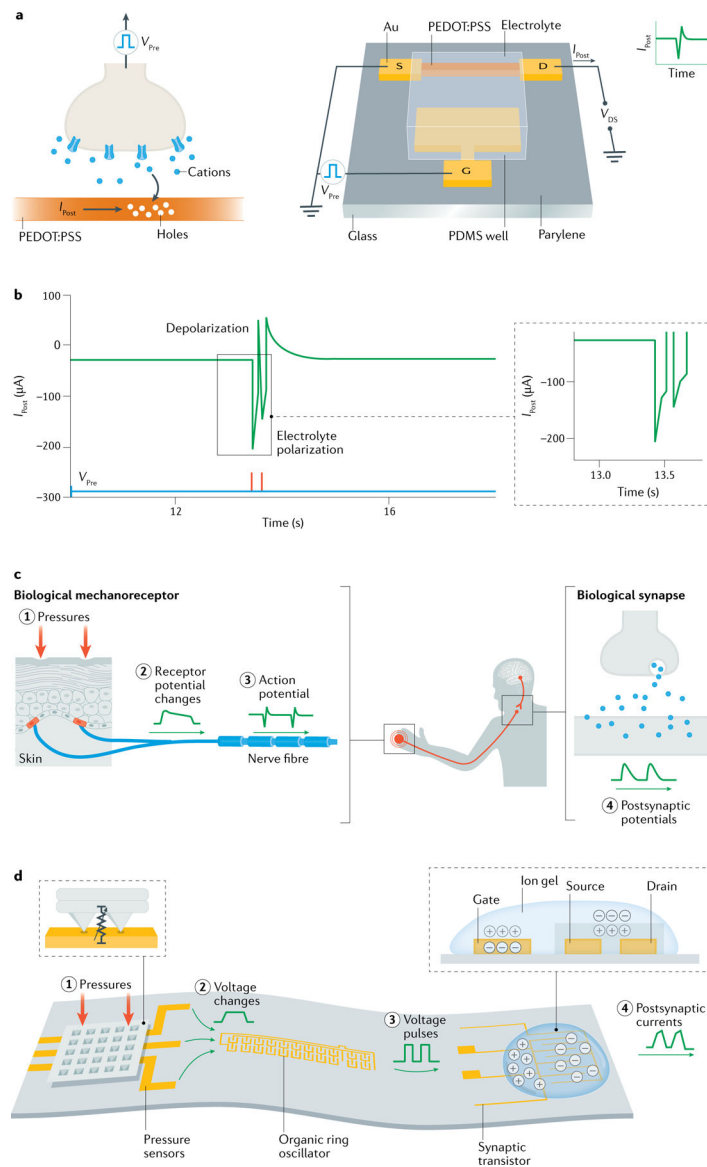 a
V Pre
Cations
I Post
PEDOT:PSS
Holes
Au
PEDOT:PSS
Electrolyte
S
D
I Post
V DS
G
V Pre
Glass
PDMS well
Parylene
I Post
Time
b
100
0
−100
−200
−300
I Post (μA)
Depolarization
Electrolyte
polarization
V Pre
12
16
Time (s)
−100
−200
I Post (μA)
13.0
13.5
Time (s)
c
Biological mechanoreceptor
1 Pressures
2 Receptor
potential
changes
3 Action
potential
Skin
Nerve fibre
Biological synapse
4 Postsynaptic
potentials
d
1 Pressures
2 Voltage
changes
3 Voltage
pulses
Ion gel
Gate
Source
Drain
+ + +
− − −
− − −
+ + +
4 Postsynaptic
currents
Pressure
sensors
Organic ring
oscillator
Synaptic
transistor